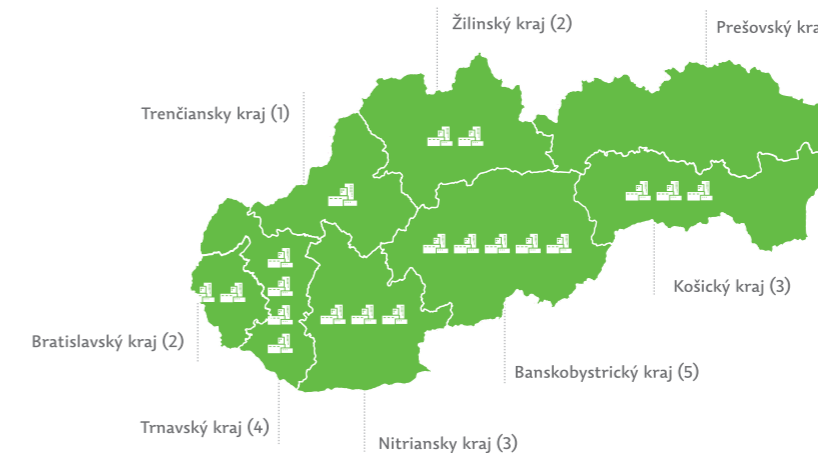 Žilinský kraj (2)
Prešovský
Trenčiansky kraj (1)
Košický kraj (3)
Bratislavský kraj (2)
Banskobystrický kraj (5)
Trnavský kraj (4)
Nitriansky kraj (3)